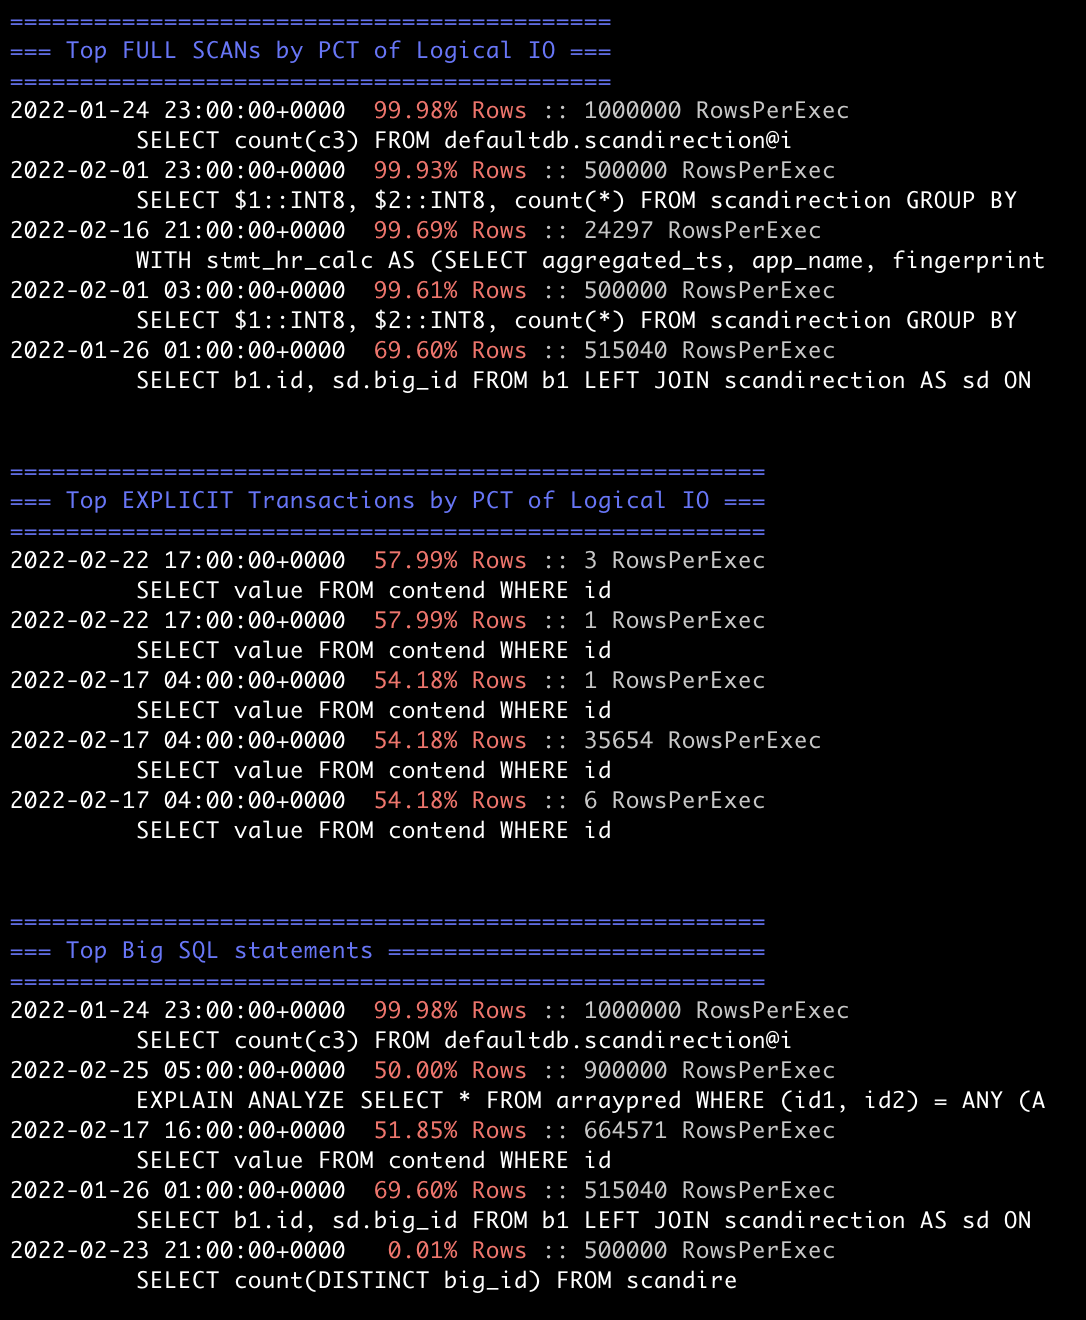 ===========================================
=== Top FULL SCANs by PCT of Logical IO ===
===========================================
2022-01-24 23:00:00+0000  99.98% Rows :: 1000000 RowsPerExec
         SELECT count(c3) FROM defaultdb.scandirection@i
2022-02-01 23:00:00+0000  99.93% Rows :: 500000 RowsPerExec
         SELECT $1::INT8, $2::INT8, count(*) FROM scandirection GROUP BY
2022-02-16 21:00:00+0000  99.69% Rows :: 24297 RowsPerExec
         WITH stmt_hr_calc AS (SELECT aggregated_ts, app_name, fingerprint
2022-02-01 03:00:00+0000  99.61% Rows :: 500000 RowsPerExec
         SELECT $1::INT8, $2::INT8, count(*) FROM scandirection GROUP BY
2022-01-26 01:00:00+0000  69.60% Rows :: 515040 RowsPerExec
         SELECT b1.id, sd.big_id FROM b1 LEFT JOIN scandirection AS sd ON
======================================================
=== Top EXPLICIT Transactions by PCT of Logical IO ===
======================================================
2022-02-22 17:00:00+0000  57.99% Rows :: 3 RowsPerExec
         SELECT value FROM contend WHERE id
2022-02-22 17:00:00+0000  57.99% Rows :: 1 RowsPerExec
         SELECT value FROM contend WHERE id
2022-02-17 04:00:00+0000  54.18% Rows :: 1 RowsPerExec
         SELECT value FROM contend WHERE id
2022-02-17 04:00:00+0000  54.18% Rows :: 35654 RowsPerExec
         SELECT value FROM contend WHERE id
2022-02-17 04:00:00+0000  54.18% Rows :: 6 RowsPerExec
         SELECT value FROM contend WHERE id
======================================================
=== Top Big SQL statements ===========================
======================================================
2022-01-24 23:00:00+0000  99.98% Rows :: 1000000 RowsPerExec
         SELECT count(c3) FROM defaultdb.scandirection@i
2022-02-25 05:00:00+0000  50.00% Rows :: 900000 RowsPerExec
         EXPLAIN ANALYZE SELECT * FROM arraypred WHERE (id1, id2) = ANY (A
2022-02-17 16:00:00+0000  51.85% Rows :: 664571 RowsPerExec
         SELECT value FROM contend WHERE id
2022-01-26 01:00:00+0000  69.60% Rows :: 515040 RowsPerExec
         SELECT b1.id, sd.big_id FROM b1 LEFT JOIN scandirection AS sd ON
2022-02-23 21:00:00+0000   0.01% Rows :: 500000 RowsPerExec
         SELECT count(DISTINCT big_id) FROM scandire